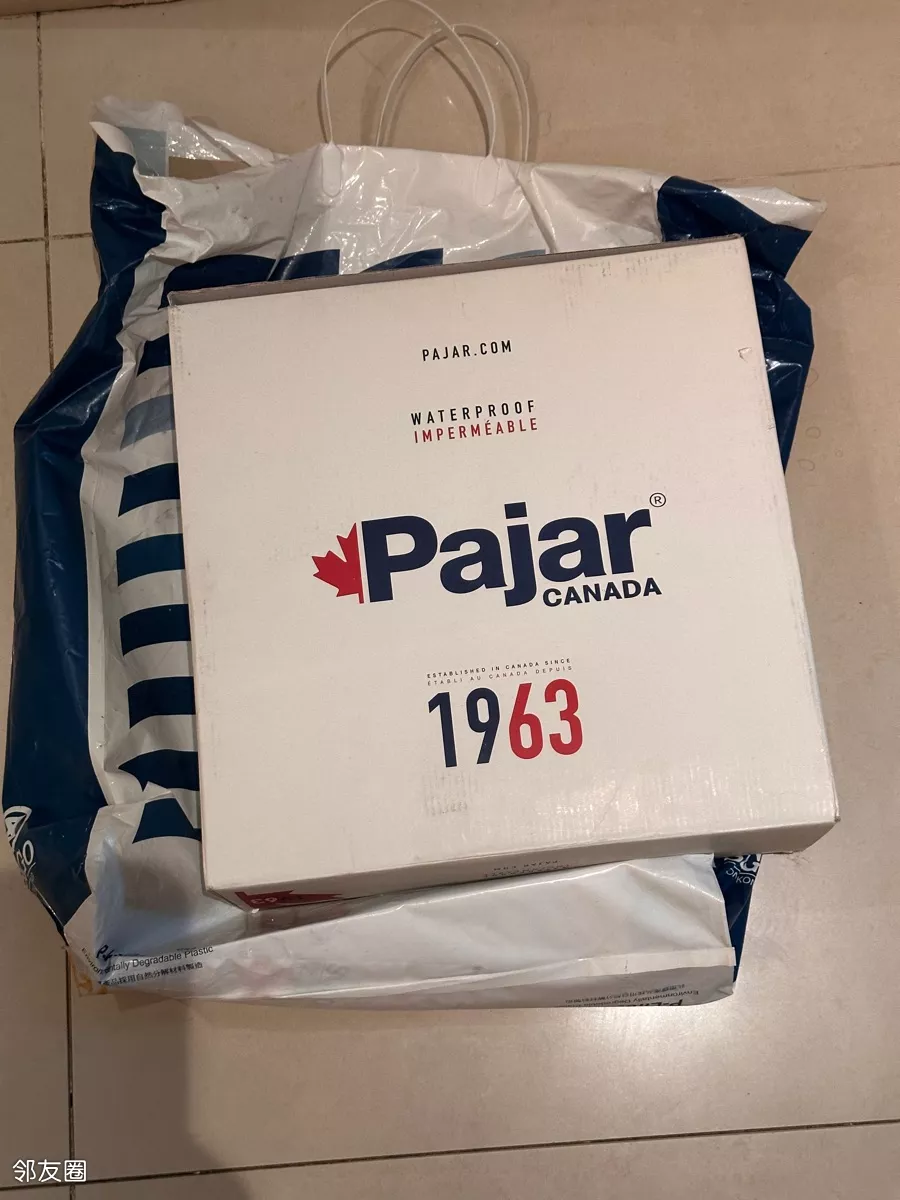 PAJAR.COM
WATERPROOF
IMPERMÉABLE
Pajar®
CANADA
ESTABLISHED IN CANADA SINCE
ÉTABLI AU CANADA DEPUIS
1963
Environmentally Degradable Plastic
邻友圈